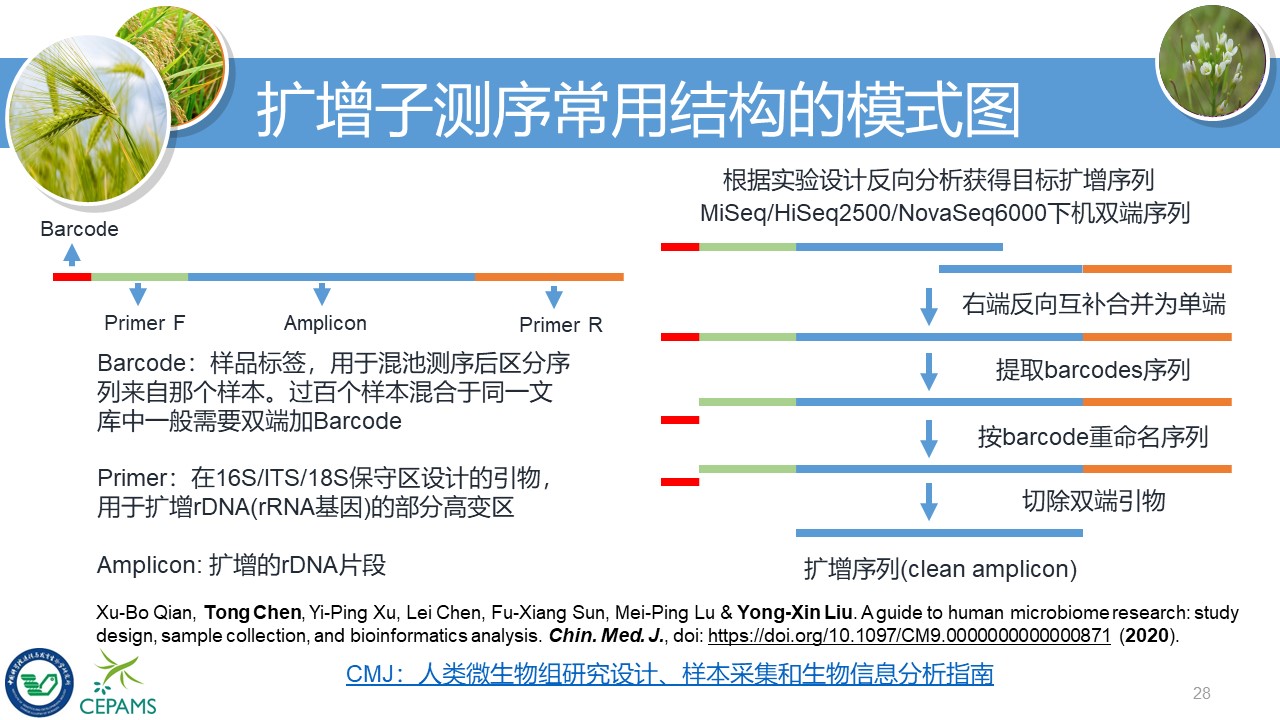 扩增子测序常用结构的模式图
Barcode
Primer F
Amplicon
Primer R
Barcode：样品标签，用于混池测序后区分序
列来自那个样本。过百个样本混合于同一文
库中一般需要双端加Barcode
Primer：在16S/ITS/18S保守区设计的引物，
用于扩增rDNA(rRNA基因)的部分高变区
Amplicon: 扩增的rDNA片段
根据实验设计反向分析获得目标扩增序列
MiSeq/HiSeq2500/NovaSeq6000下机双端序列
右端反向互补合并为单端
提取barcodes序列
按barcode重命名序列
切除双端引物
扩增序列(clean amplicon)
Xu-Bo Qian, Tong Chen, Yi-Ping Xu, Lei Chen, Fu-Xiang Sun, Mei-Ping Lu & Yong-Xin Liu. A guide to human microbiome research: study
design, sample collection, and bioinformatics analysis. Chin. Med. J., doi: https://doi.org/10.1097/CM9.0000000000000871 (2020).
CMJ：人类微生物组研究设计、样本采集和生物信息分析指南
CEPAMS
28